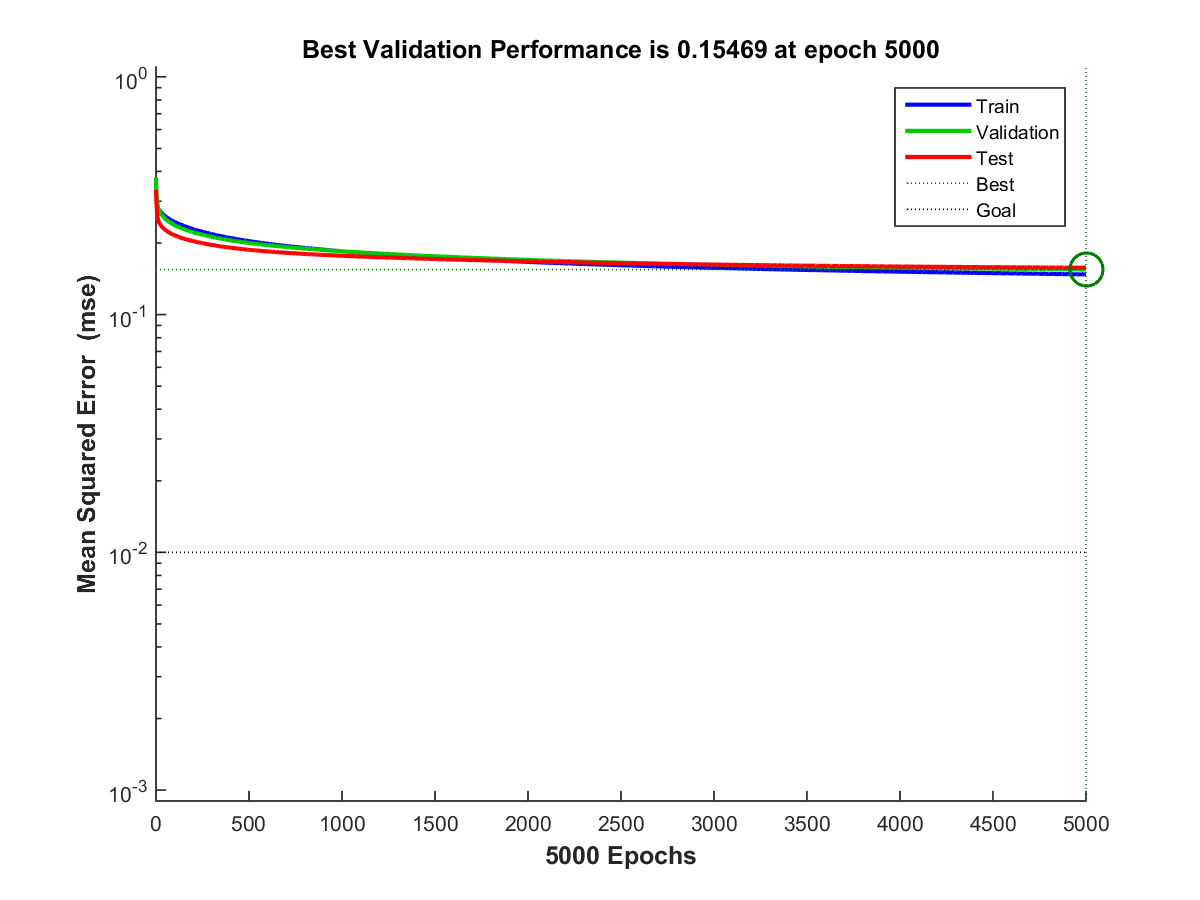 Best Validation Performance is 0.15469 at epoch 5000
Train
Validation
Test
Best
Goal
Mean Squared Error (mse)
10^0
10^-1
10^-2
10^-3
0 500 1000 1500 2000 2500 3000 3500 4000 4500 5000
5000 Epochs